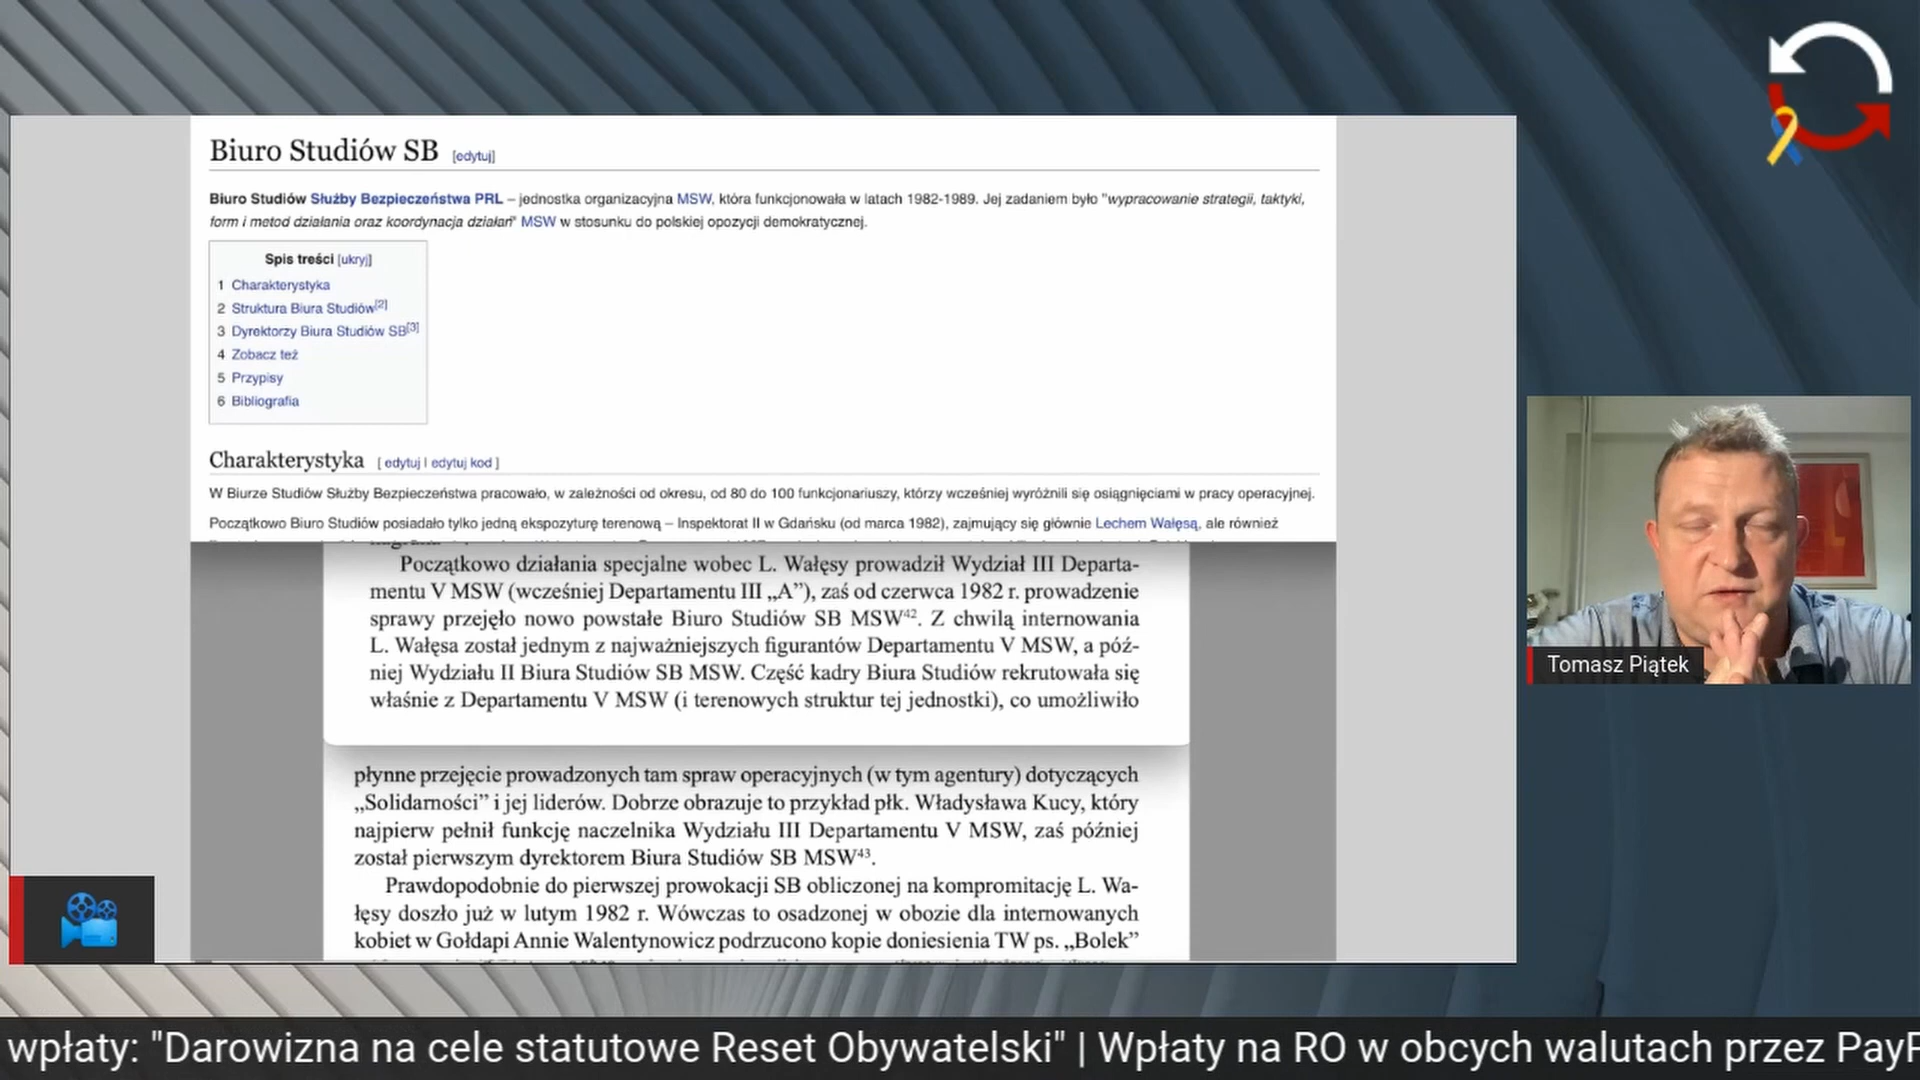 Biuro Studiów SB [edytuj]
Biuro Studiów Służby Bezpieczeństwa PRL – jednostka organizacyjna MSW, która funkcjonowała w latach 1982-1989. Jej zadaniem było "wypracowanie strategii, taktyki,
form i metod działania oraz koordynacja działań" MSW w stosunku do polskiej opozycji demokratycznej.
Spis treści [ukryj]
1 Charakterystyka
2 Struktura Biura Studiów[2]
3 Dyrektorzy Biura Studiów SB[3]
4 Zobacz też
5 Przypisy
6 Bibliografia
Charakterystyka [ edytuj | edytuj kod ]
W Biurze Studiów Służby Bezpieczeństwa pracowało, w zależności od okresu, od 80 do 100 funkcjonariuszy, którzy wcześniej wyróżnili się osiągnięciami w pracy operacyjnej.
Początkowo Biuro Studiów posiadało tylko jedną ekspozyturę terenową – Inspektorat II w Gdańsku (od marca 1982), zajmujący się głównie Lechem Wałęsą, ale również
Początkowo działania specjalne wobec L. Wałęsy prowadził Wydział III Departa-
mentu V MSW (wcześniej Departamentu III „A”), zaś od czerwca 1982 r. prowadzenie
sprawy przejęło nowo powstałe Biuro Studiów SB MSW42. Z chwilą internowania
L. Wałęsa został jednym z najważniejszych figurantów Departamentu V MSW, a póź-
niej Wydziału II Biura Studiów SB MSW. Część kadry Biura Studiów rekrutowała się
właśnie z Departamentu V MSW (i terenowych struktur tej jednostki), co umożliwiło
płynne przejęcie prowadzonych tam spraw operacyjnych (w tym agentury) dotyczących
„Solidarności” i jej liderów. Dobrze obrazuje to przykład płk. Władysława Kucy, który
najpierw pełnił funkcję naczelnika Wydziału III Departamentu V MSW, zaś później
został pierwszym dyrektorem Biura Studiów SB MSW43.
Prawdopodobnie do pierwszej prowokacji SB obliczonej na kompromitację L. Wa-
łęsy doszło już w lutym 1982 r. Wówczas to osadzonej w obozie dla internowanych
kobiet w Gołdapi Annie Walentynowicz podrzucono kopie doniesienia TW ps. „Bolek”
Tomasz Piątek
wpłaty: "Darowizna na cele statutowe Reset Obywatelski" | Wpłaty na RO w obcych walutach przez PayP